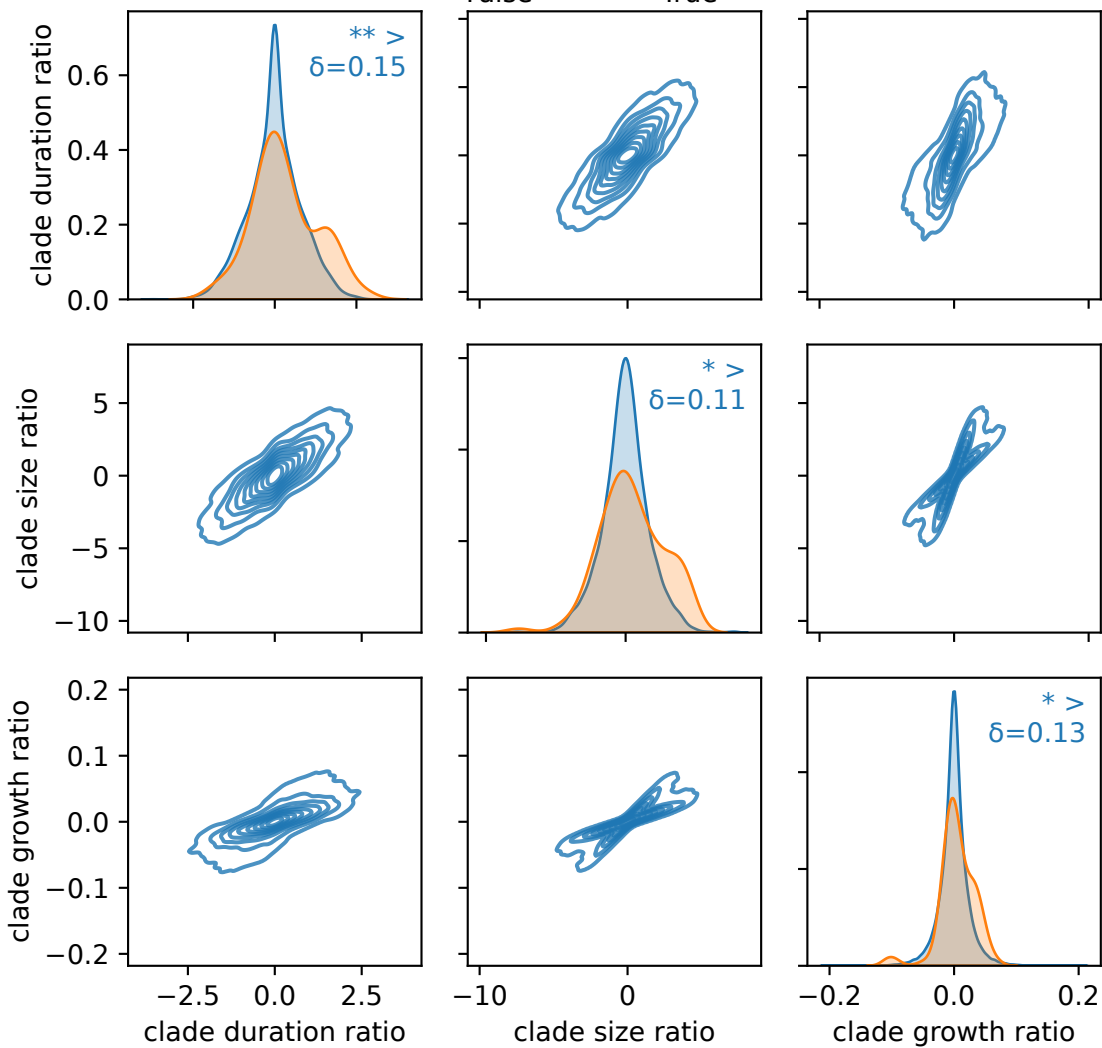 True
clade duration ratio
0.6
0.4
0.2
0.0
** >
δ=0.15
clade size ratio
5
0
−5
−10
* >
δ=0.11
clade growth ratio
0.2
0.1
0.0
−0.1
−0.2
* >
δ=0.13
−2.5 0.0 2.5
−10 0
−0.2 0.0 0.2
clade duration ratio
clade size ratio
clade growth ratio